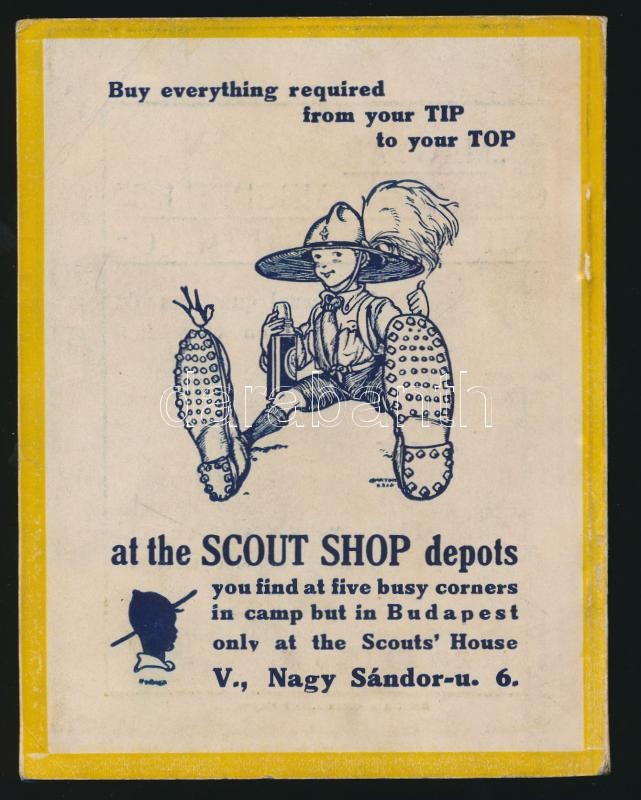 Buy everything required
from your TIP
to your TOP
darabanth
at the SCOUT SHOP depots
you find at five busy corners
in camp but in Budapest
only at the Scouts' House
V., Nagy Sándor-u. 6.